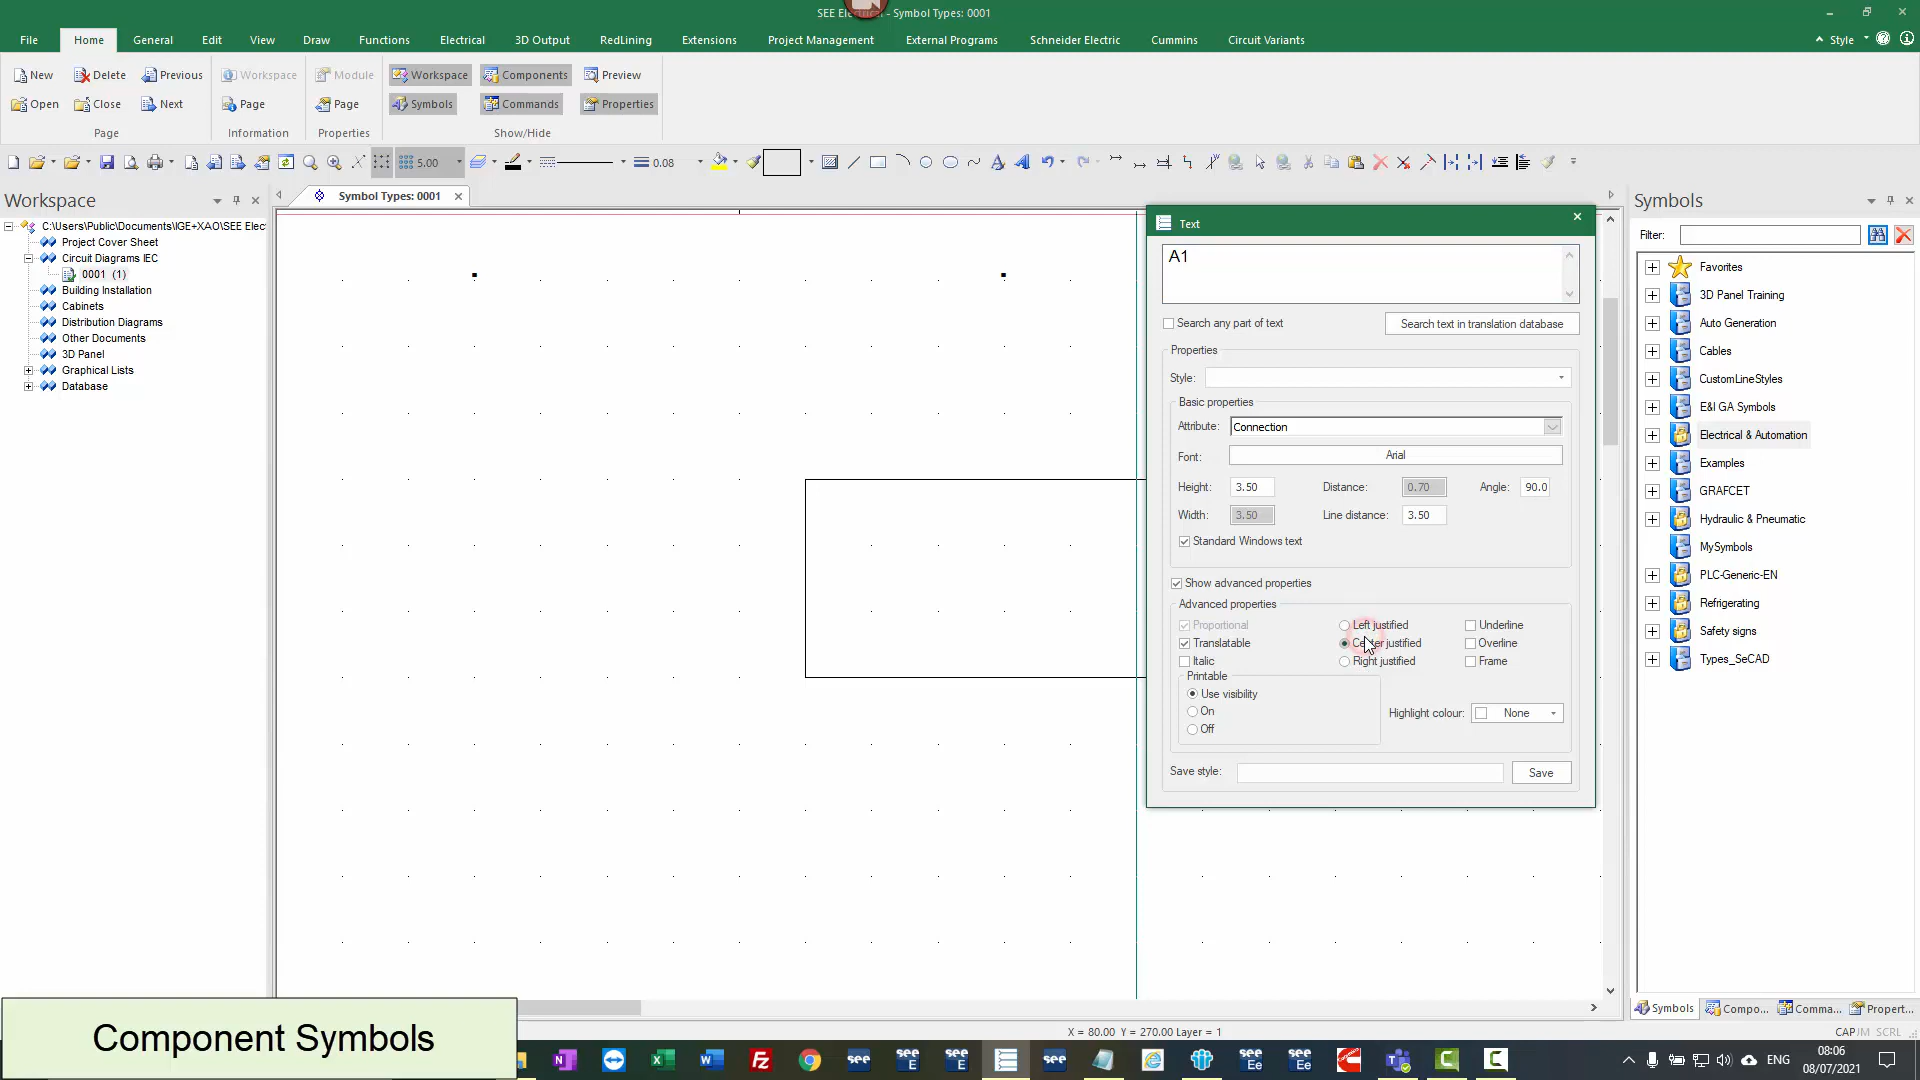 SEE Electrical - Symbol Types: 0001
File Home General Edit View Draw Functions Electrical 3D Output RedLining Extensions Project Management External Programs Schneider Electric Cummins Circuit Variants Style
New Delete Previous Workspace Module Workspace Components Preview
Open Close Next Page Page Symbols Commands Properties
Page Information Properties Show/Hide
5.00 0.08
Workspace
Symbol Types: 0001
Symbols
C:\Users\Public\Documents\IGE+XAO\SEE Elect
Project Cover Sheet
Circuit Diagrams IEC
0001 (1)
Building Installation
Cabinets
Distribution Diagrams
Other Documents
3D Panel
Graphical Lists
Database
Text
A1
Search any part of text Search text in translation database
Properties
Style:
Basic properties
Attribute: Connection
Font: Arial
Height: 3.50 Distance: 0.70 Angle: 90.0
Width: 3.50 Line distance: 3.50
Standard Windows text
Show advanced properties
Advanced properties
Proportional Left justified Underline
Translatable Center justified Overline
Italic Right justified Frame
Printable
Use visibility
On
Off
Highlight colour: None
Save style: Save
Filter:
Favorites
3D Panel Training
Auto Generation
Cables
CustomLineStyles
E&I GA Symbols
Electrical & Automation
Examples
GRAFCET
Hydraulic & Pneumatic
MySymbols
PLC-Generic-EN
Refrigerating
Safety signs
Types_SeCAD
Symbols Compo... Comma... Propert...
X = 80.00 Y = 270.00 Layer = 1
CAP SCRL
Component Symbols
ENG
08:06
08/07/2021